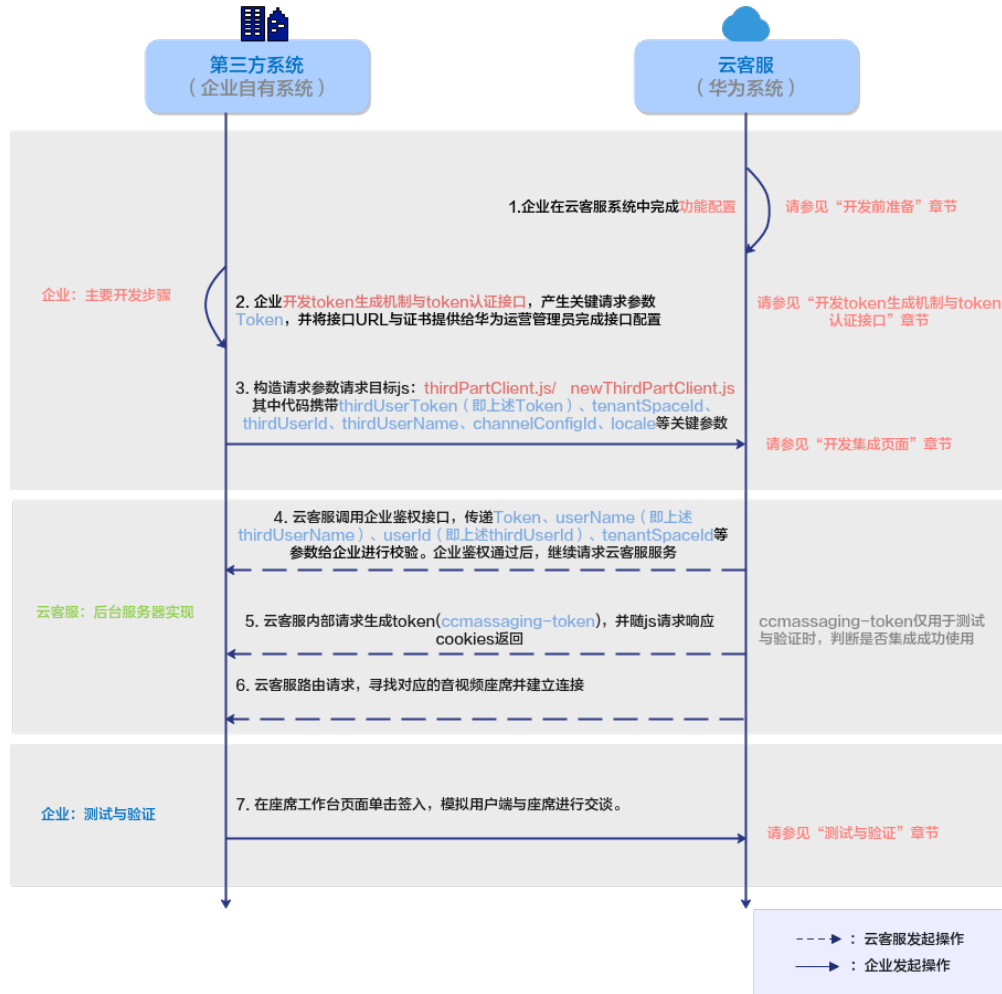 第三方系统
（企业自有系统）
云客服
（华为系统）
1.企业在云客服系统中完成功能配置
请参见“开发前准备”章节
企业：主要开发步骤
2. 企业开发token生成机制与token认证接口，产生关键请求参数
Token，并将接口URL与证书提供给华为运营管理员完成接口配置
请参见“开发token生成机制与token
认证接口”章节
3. 构造请求参数请求目标js：thirdPartClient.js/ newThirdPartClient.js
其中代码携带thirdUserToken（即上述Token）、tenantSpaceId、
thirdUserId、thirdUserName、channelConfigId、locale等关键参数
请参见“开发集成页面”章节
4. 云客服调用企业鉴权接口，传递Token、userName（即上述
thirdUserName）、userId（即上述thirdUserId）、tenantSpaceId等
参数给企业进行校验。企业鉴权通过后，继续请求云客服服务
云客服：后台服务器实现
5. 云客服内部请求生成token(ccmassaging-token)，并随js请求响应
cookies返回
ccmassaging-token仅用于测试
与验证时，判断是否集成成功使用
6. 云客服路由请求，寻找对应的音视频座席并建立连接
企业：测试与验证
7. 在座席工作台页面单击签入，模拟用户端与座席进行交谈。
请参见“测试与验证”章节
：云客服发起操作
：企业发起操作